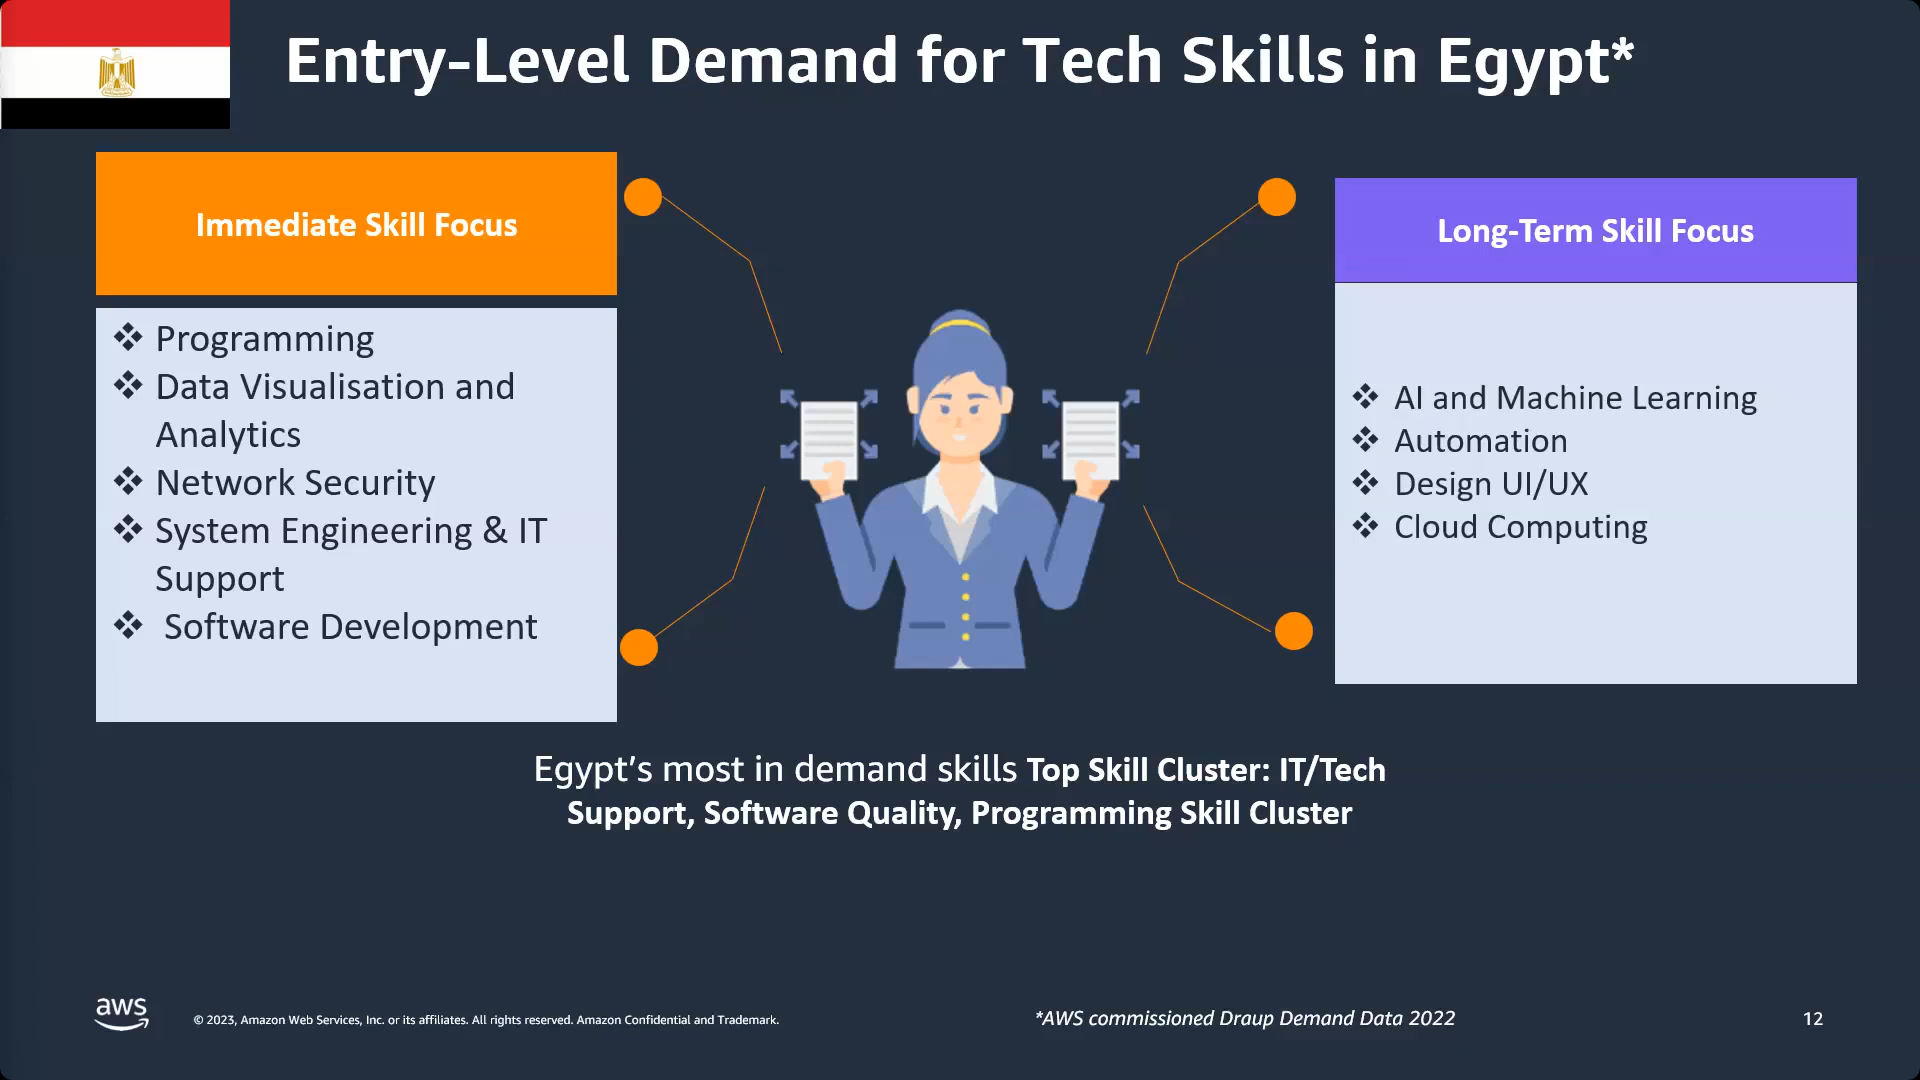 Entry-Level Demand for Tech Skills in Egypt*
Immediate Skill Focus
❖ Programming
❖ Data Visualisation and
Analytics
❖ Network Security
❖ System Engineering & IT
Support
❖ Software Development
Long-Term Skill Focus
❖ AI and Machine Learning
❖ Automation
❖ Design UI/UX
❖ Cloud Computing
Egypt’s most in demand skills Top Skill Cluster: IT/Tech
Support, Software Quality, Programming Skill Cluster
aws
© 2023, Amazon Web Services, Inc. or its affiliates. All rights reserved. Amazon Confidential and Trademark.
*AWS commissioned Draup Demand Data 2022
12